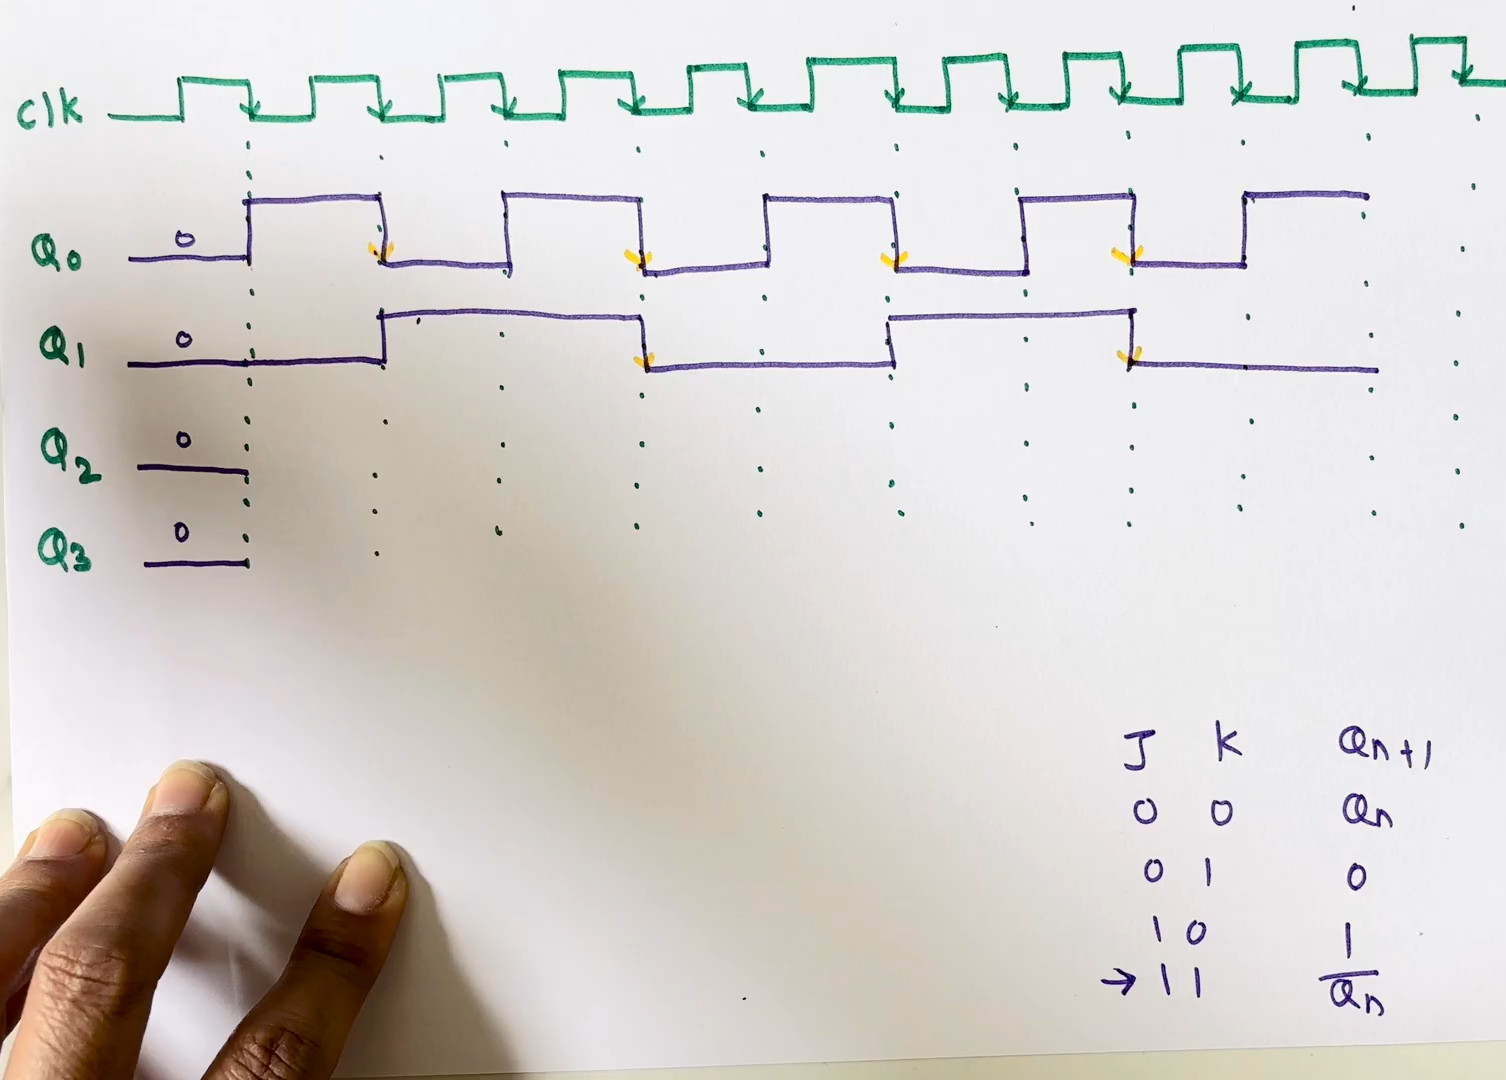 clk
Q0 0
Q1 0
Q2 0
Q3 0
J K Qn+1
0 0 Qn
0 1 0
1 0 1
→ 1 1 Q̅n